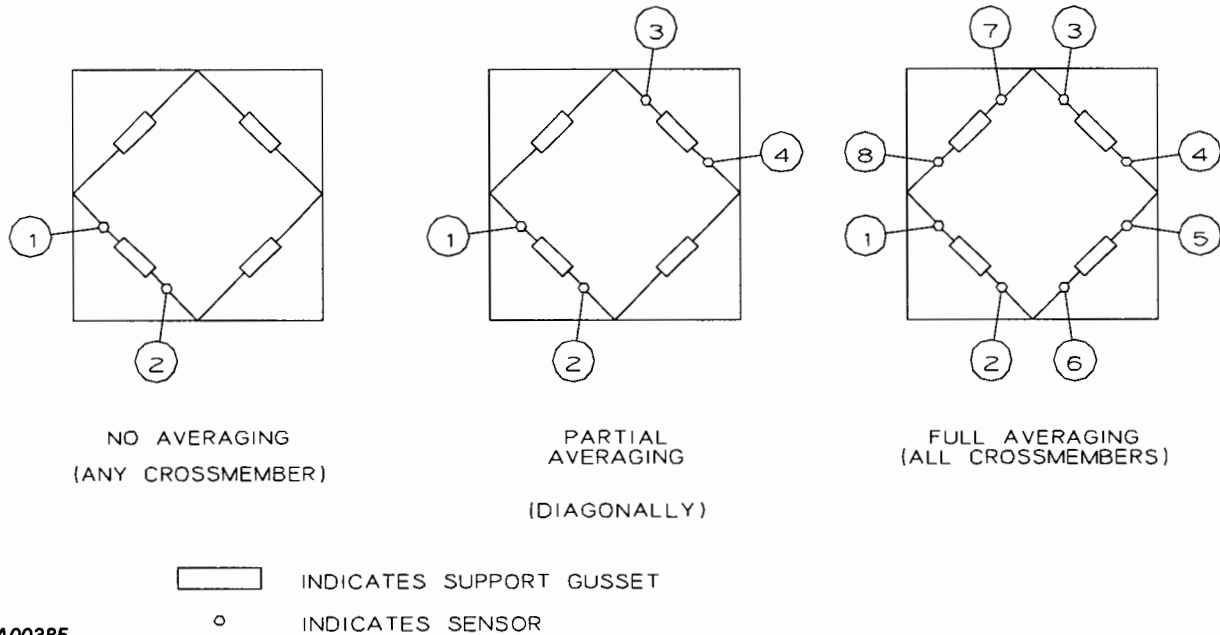 3
7
3
4
8
4
1
1
1
5
2
2
2
6
NO AVERAGING
(ANY CROSSMEMBER)
PARTIAL
AVERAGING
(DIAGONALLY)
FULL AVERAGING
(ALL CROSSMEMBERS)
INDICATES SUPPORT GUSSET
INDICATES SENSOR